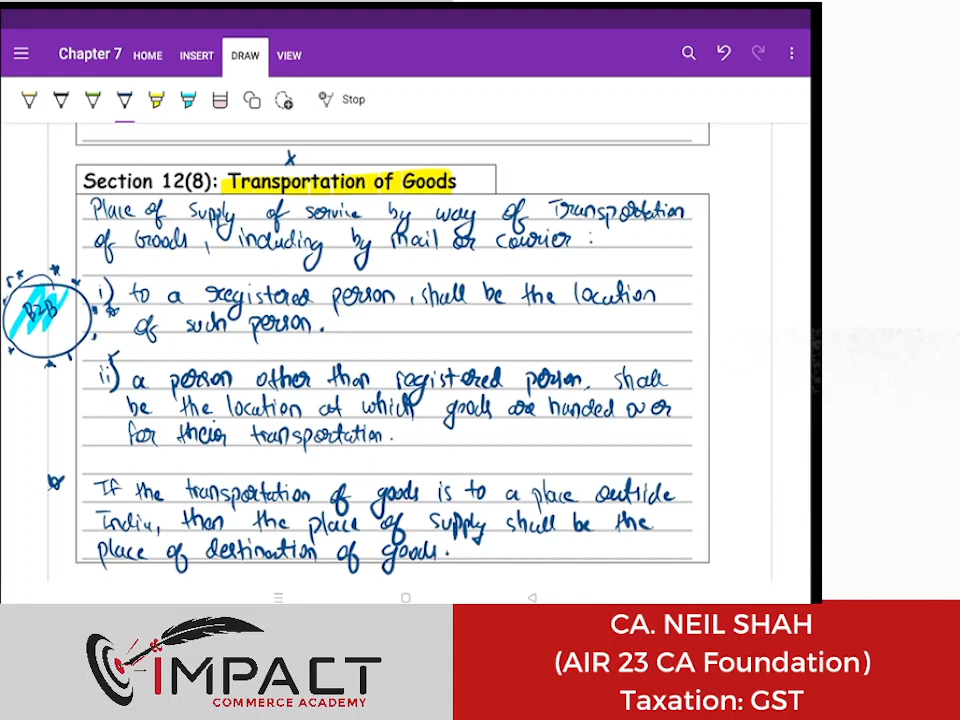 Chapter 7 HOME INSERT DRAW VIEW
Stop
Section 12(8): Transportation of Goods
Place of Supply of service by way of Transportation
of Goods, including by mail or courier :
B2B
i) to a registered person, shall be the location
of such person.
ii) a person other than registered person, shall
be the location at which goods are handed over
for their transportation.
If the transportation of goods is to a place outside
India, then the place of supply shall be the
place of destination of goods.
IMPACT
COMMERCE ACADEMY
CA. NEIL SHAH
(AIR 23 CA Foundation)
Taxation: GST